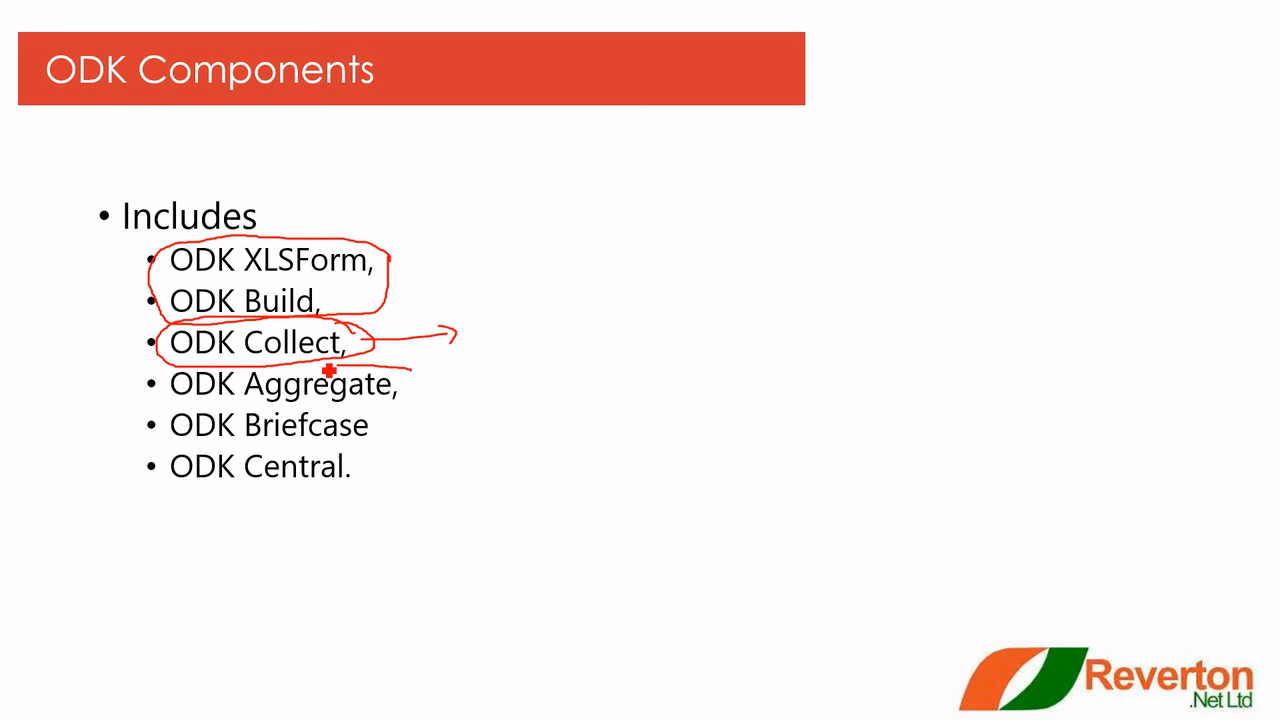 ODK Components
• Includes
• ODK XLSForm,
• ODK Build,
• ODK Collect,
• ODK Aggregate,
• ODK Briefcase
• ODK Central.
Reverton
.Net Ltd